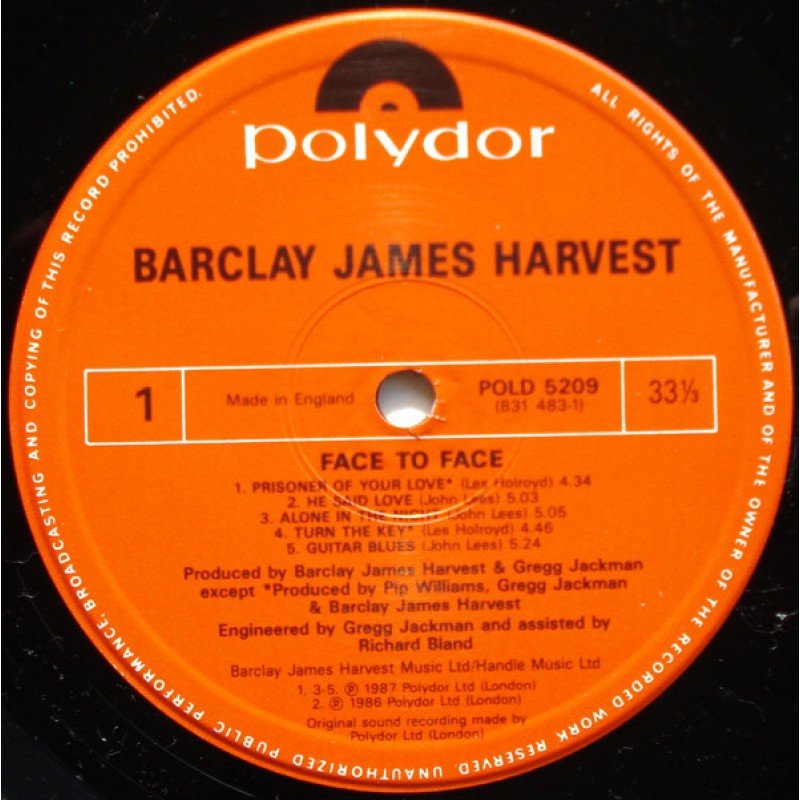 polydor
BARCLAY JAMES HARVEST
1
Made in England
POLD 5209
(831 483-1)
33⅓
FACE TO FACE
1. PRISONER OF YOUR LOVE* (Les Holroyd) 4.34
2. HE SAID LOVE (John Lees) 5.03
3. ALONE IN THE NIGHT (John Lees) 5.05
4. TURN THE KEY* (Les Holroyd) 4.46
5. GUITAR BLUES (John Lees) 5.24
Produced by Barclay James Harvest & Gregg Jackman
except *Produced by Pip Williams, Gregg Jackman
& Barclay James Harvest
Engineered by Gregg Jackman and assisted by
Richard Bland
Barclay James Harvest Music Ltd/Handle Music Ltd
1, 3-5. ℗ 1987 Polydor Ltd (London)
2. ℗ 1986 Polydor Ltd (London)
Original sound recording made by
Polydor Ltd (London)
ALL RIGHTS OF THE MANUFACTURER AND OF THE OWNER OF THE RECORDED WORK RESERVED. UNAUTHORIZED PUBLIC PERFORMANCE, BROADCASTING AND COPYING OF THIS RECORD PROHIBITED.